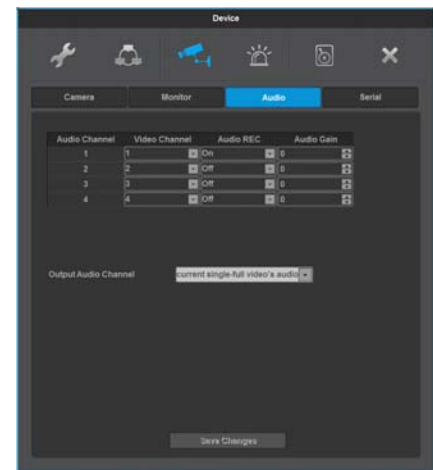 Device
Camera Monitor Audio Serial
Audio Channel Video Channel Audio REC Audio Gain
1 1 On 0
2 2 Off 0
3 3 Off 0
4 4 Off 0
Output Audio Channel current single-full video's audio
Save Changes